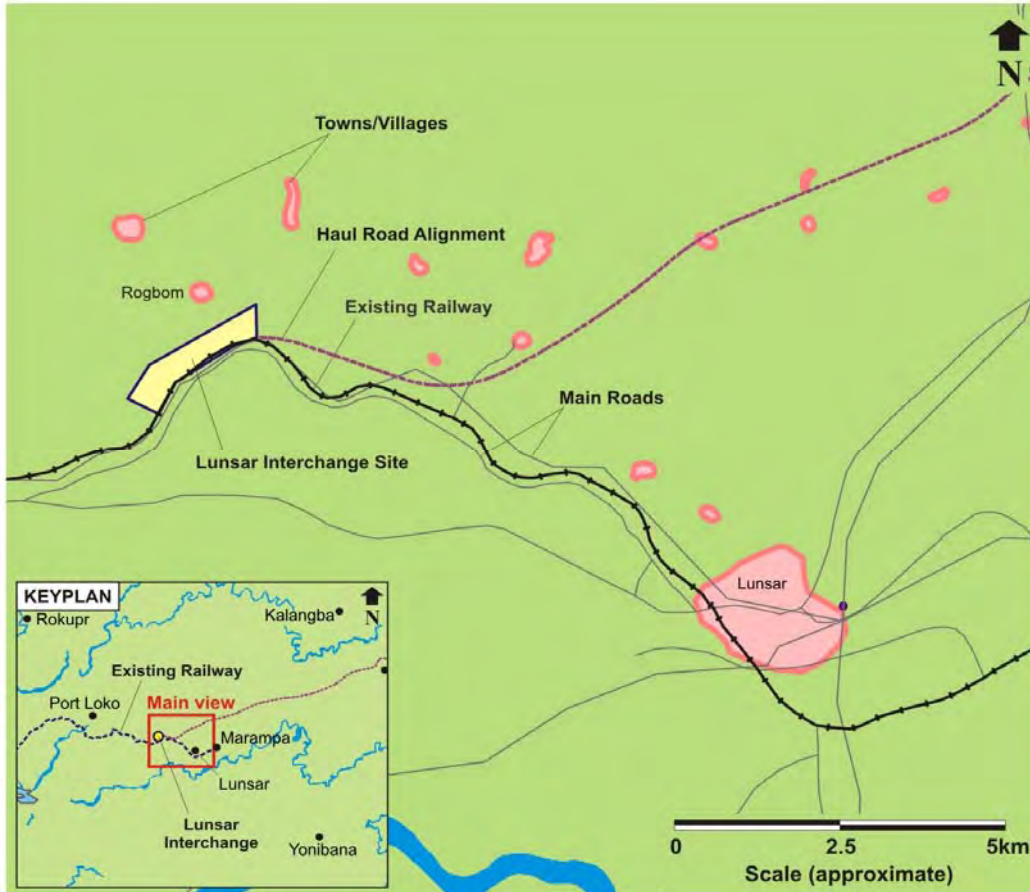 N
Towns/Villages
Haul Road Alignment
Rogbom
Existing Railway
Main Roads
Lunsar Interchange Site
Lunsar
KEYPLAN
N
Rokupr
Kalangba
Existing Railway
Port Loko
Main view
Marampa
Lunsar
Lunsar
Interchange
Yonibana
0
2.5
5km
Scale (approximate)